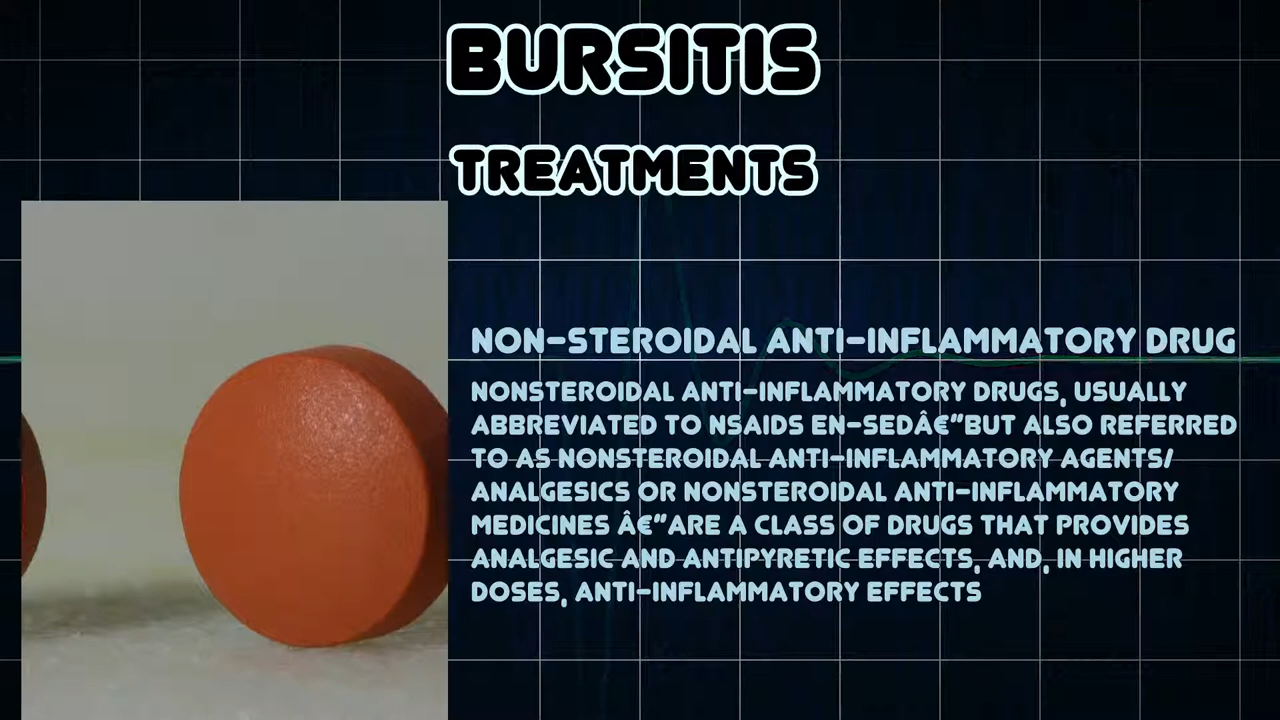 BURSITIS
TREATMENTS
NON-STEROIDAL ANTI-INFLAMMATORY DRUG
NONSTEROIDAL ANTI-INFLAMMATORY DRUGS, USUALLY
ABBREVIATED TO NSAIDS EN-SEDÂ€"BUT ALSO REFERRED
TO AS NONSTEROIDAL ANTI-INFLAMMATORY AGENTS/
ANALGESICS OR NONSTEROIDAL ANTI-INFLAMMATORY
MEDICINES Â€"ARE A CLASS OF DRUGS THAT PROVIDES
ANALGESIC AND ANTIPYRETIC EFFECTS, AND, IN HIGHER
DOSES, ANTI-INFLAMMATORY EFFECTS